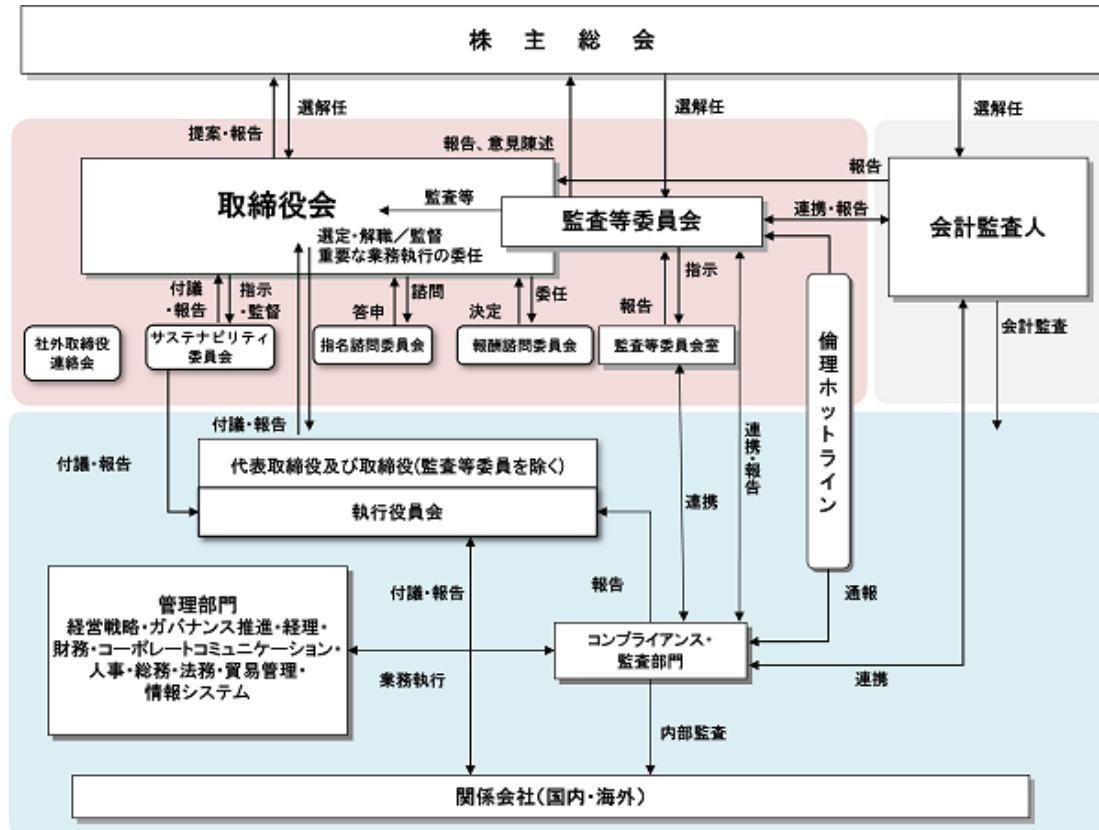 株 主 総 会
選解任
提案・報告
選解任
選解任
報告、意見陳述
報告
取締役会
監査等
監査等委員会
連携・報告
会計監査人
選定・解職／監督
重要な業務執行の委任
付議
・報告
指示
・監督
諮問
答申
委任
決定
指示
報告
会計監査
社外取締役
連絡会
サステナビリティ
委員会
指名諮問委員会
報酬諮問委員会
監査等委員会室
倫理ホットライン
付議・報告
付議・報告
代表取締役及び取締役(監査等委員を除く)
執行役員会
連携
連携・報告
付議・報告
報告
通報
管理部門
経営戦略・ガバナンス推進・経理・
財務・コーポレートコミュニケーション・
人事・総務・法務・貿易管理・
情報システム
コンプライアンス・
監査部門
業務執行
連携
内部監査
関係会社(国内・海外)